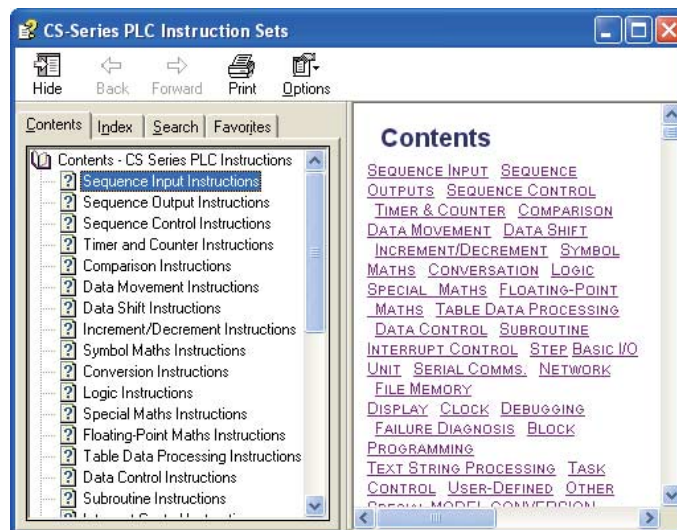 CS-Series PLC Instruction Sets
Hide Back Forward Print Options
Contents Index Search Favorites
Contents - CS Series PLC Instructions
Sequence Input Instructions
Sequence Output Instructions
Sequence Control Instructions
Timer and Counter Instructions
Comparison Instructions
Data Movement Instructions
Data Shift Instructions
Increment/Decrement Instructions
Symbol Maths Instructions
Conversion Instructions
Logic Instructions
Special Maths Instructions
Floating-Point Maths Instructions
Table Data Processing Instructions
Data Control Instructions
Subroutine Instructions
Contents
SEQUENCE INPUT SEQUENCE
OUTPUTS SEQUENCE CONTROL
TIMER & COUNTER COMPARISON
DATA MOVEMENT DATA SHIFT
INCREMENT/DECREMENT SYMBOL
MATHS CONVERSATION LOGIC
SPECIAL MATHS FLOATING-POINT
MATHS TABLE DATA PROCESSING
DATA CONTROL SUBROUTINE
INTERRUPT CONTROL STEP BASIC I/O
UNIT SERIAL COMMS. NETWORK
FILE MEMORY
DISPLAY CLOCK DEBUGGING
FAILURE DIAGNOSIS BLOCK
PROGRAMMING
TEXT STRING PROCESSING TASK
CONTROL USER-DEFINED OTHER
SPECIAL MODEL CONVERSION